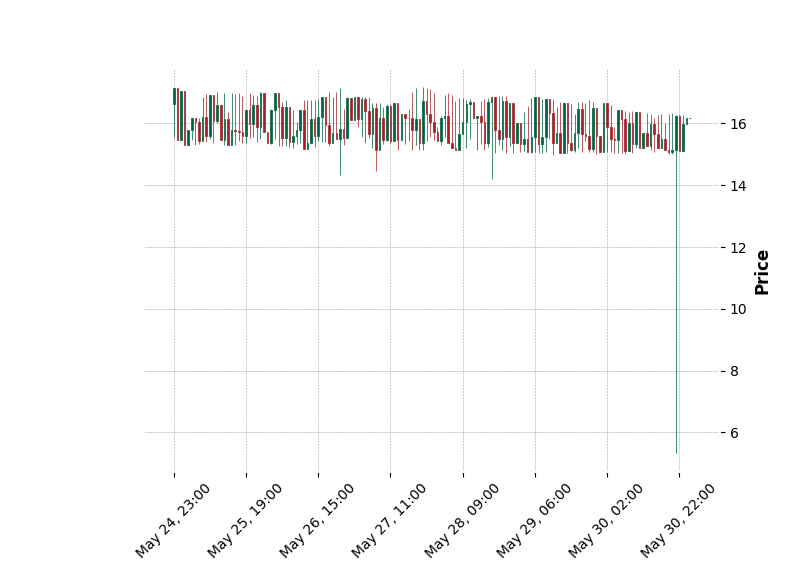 16
14
12
10
8
6
Price
May 24, 23:00
May 25, 19:00
May 26, 15:00
May 27, 11:00
May 28, 09:00
May 29, 06:00
May 30, 02:00
May 30, 22:00